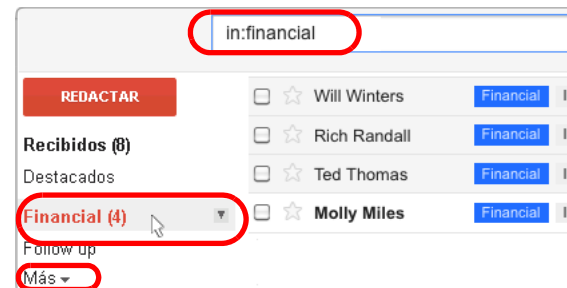 in:financial
REDACTAR
Recibidos (8)
Destacados
Financial (4)
Follow up
Más
Will Winters Financial
Rich Randall Financial
Ted Thomas Financial
Molly Miles Financial